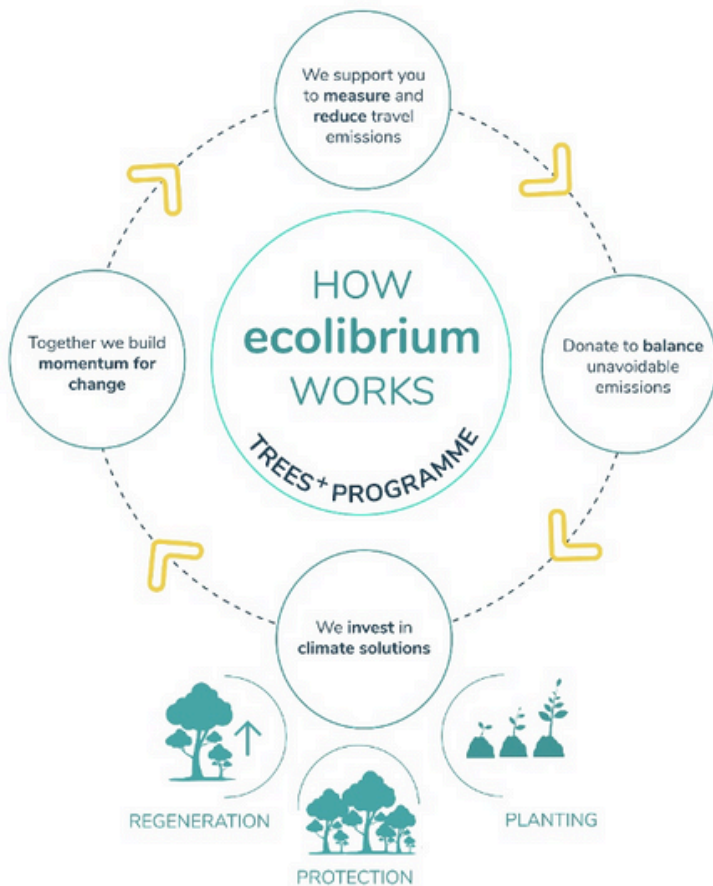 We support you
to measure and
reduce travel
emissions
HOW
ecolibrium
WORKS
TREES+ PROGRAMME
Together we build
momentum for
change
Donate to balance
unavoidable
emissions
We invest in
climate solutions
REGENERATION
PROTECTION
PLANTING